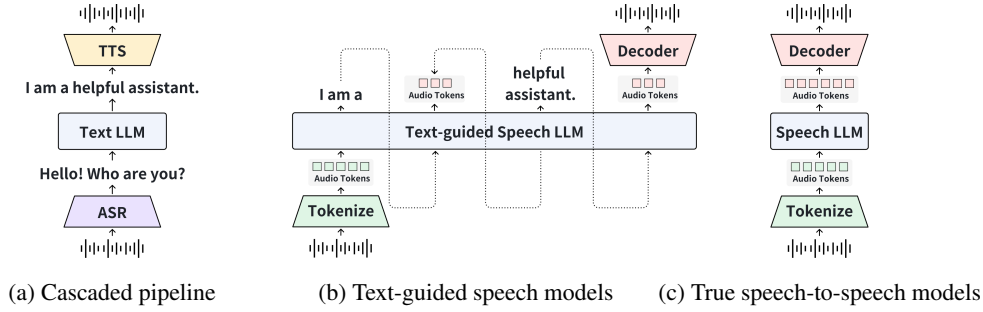 TTS
I am a helpful assistant.
Text LLM
Hello! Who are you?
ASR
(a) Cascaded pipeline
Decoder
helpful
assistant.
I am a
Audio Tokens
Audio Tokens
Text-guided Speech LLM
Audio Tokens
Tokenize
(b) Text-guided speech models
Decoder
Audio Tokens
Speech LLM
Audio Tokens
Tokenize
(c) True speech-to-speech models